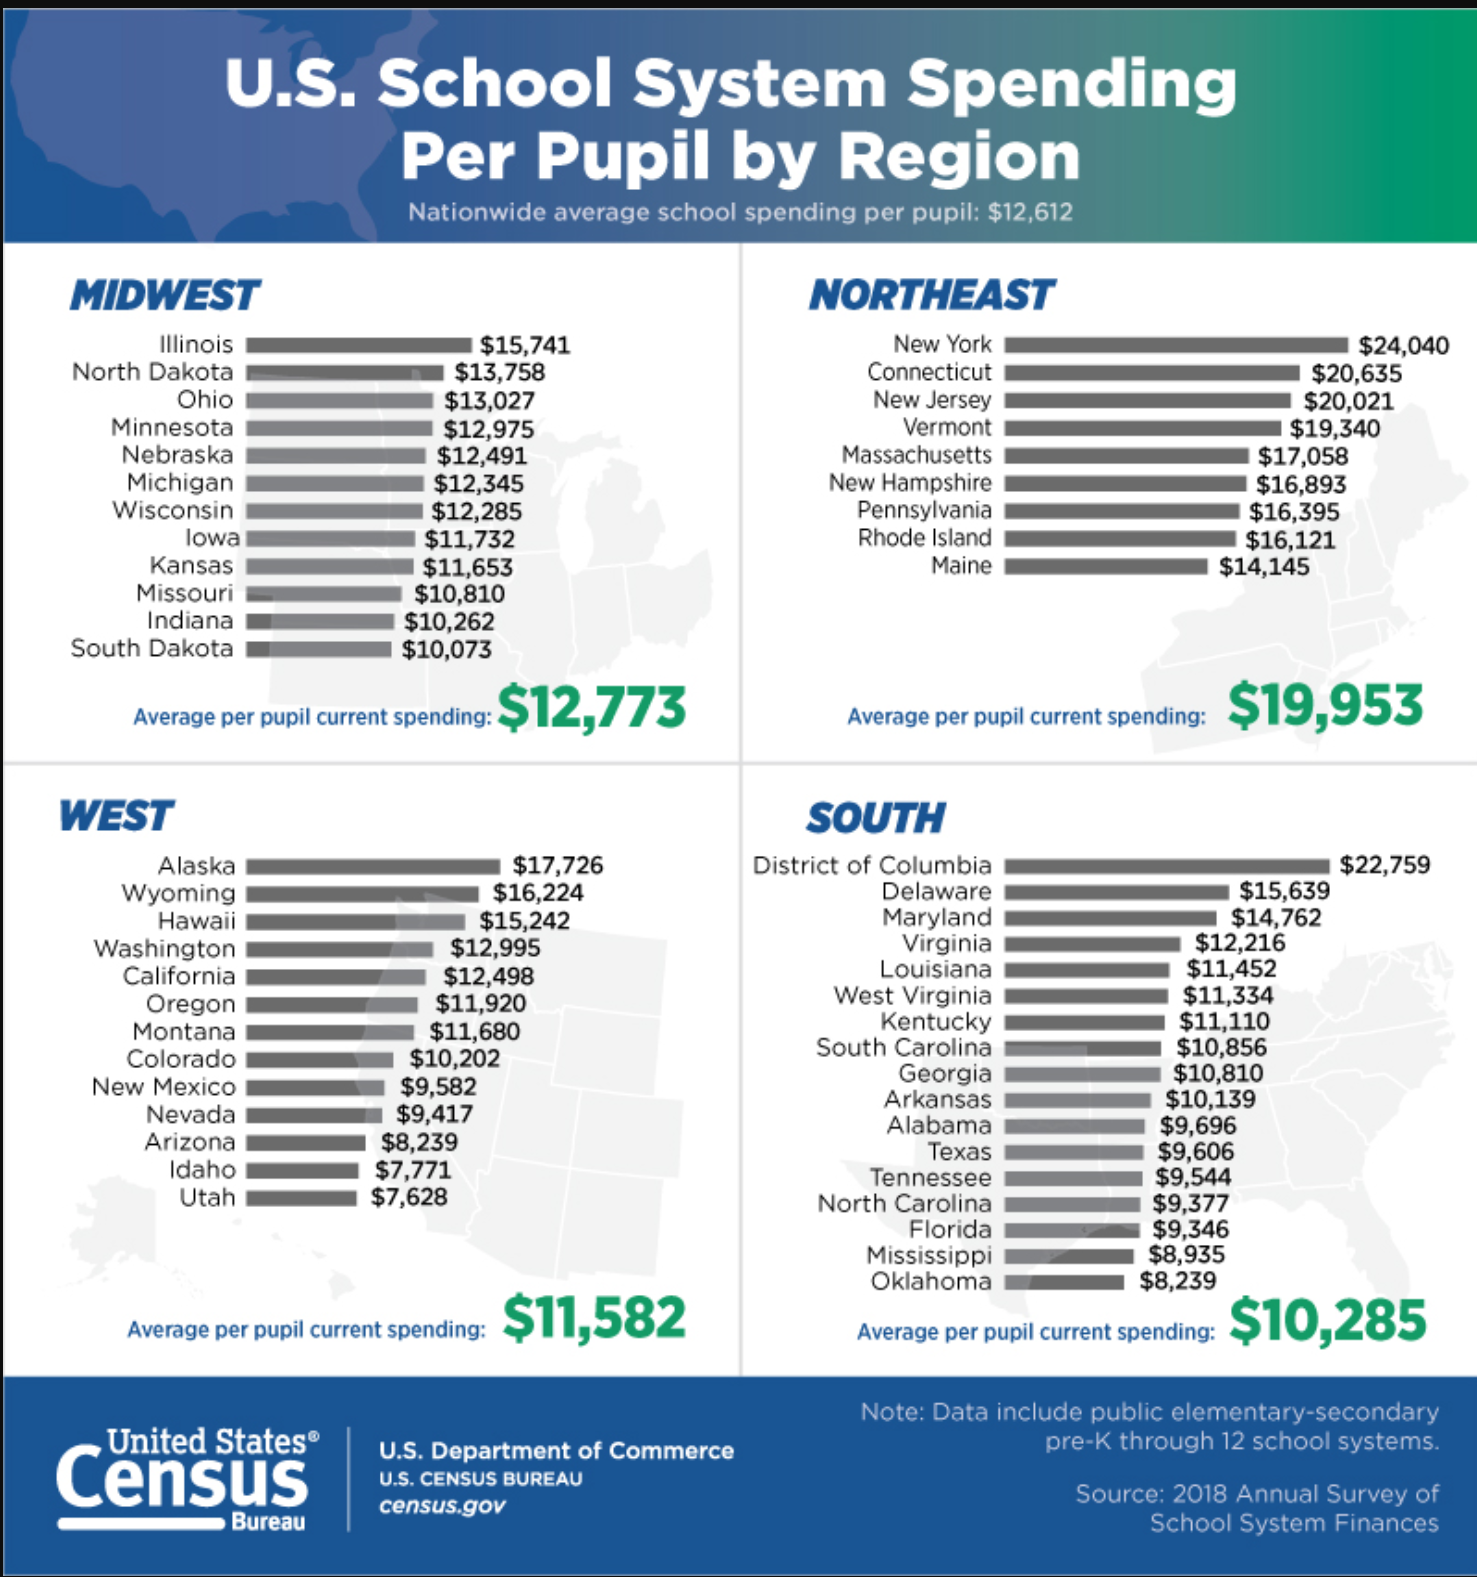 U.S. School System Spending
Per Pupil by Region
Nationwide average school spending per pupil: $12,612
MIDWEST
Illinois $15,741
North Dakota $13,758
Ohio $13,027
Minnesota $12,975
Nebraska $12,491
Michigan $12,345
Wisconsin $12,285
Iowa $11,732
Kansas $11,653
Missouri $10,810
Indiana $10,262
South Dakota $10,073
Average per pupil current spending: $12,773
NORTHEAST
New York $24,040
Connecticut $20,635
New Jersey $20,021
Vermont $19,340
Massachusetts $17,058
New Hampshire $16,893
Pennsylvania $16,395
Rhode Island $16,121
Maine $14,145
Average per pupil current spending: $19,953
WEST
Alaska $17,726
Wyoming $16,224
Hawaii $15,242
Washington $12,995
California $12,498
Oregon $11,920
Montana $11,680
Colorado $10,202
New Mexico $9,582
Nevada $9,417
Arizona $8,239
Idaho $7,771
Utah $7,628
Average per pupil current spending: $11,582
SOUTH
District of Columbia $22,759
Delaware $15,639
Maryland $14,762
Virginia $12,216
Louisiana $11,452
West Virginia $11,334
Kentucky $11,110
South Carolina $10,856
Georgia $10,810
Arkansas $10,139
Alabama $9,696
Texas $9,606
Tennessee $9,544
North Carolina $9,377
Florida $9,346
Mississippi $8,935
Oklahoma $8,239
Average per pupil current spending: $10,285
United States®
Census
Bureau
U.S. Department of Commerce
U.S. CENSUS BUREAU
census.gov
Note: Data include public elementary-secondary
pre-K through 12 school systems.
Source: 2018 Annual Survey of
School System Finances